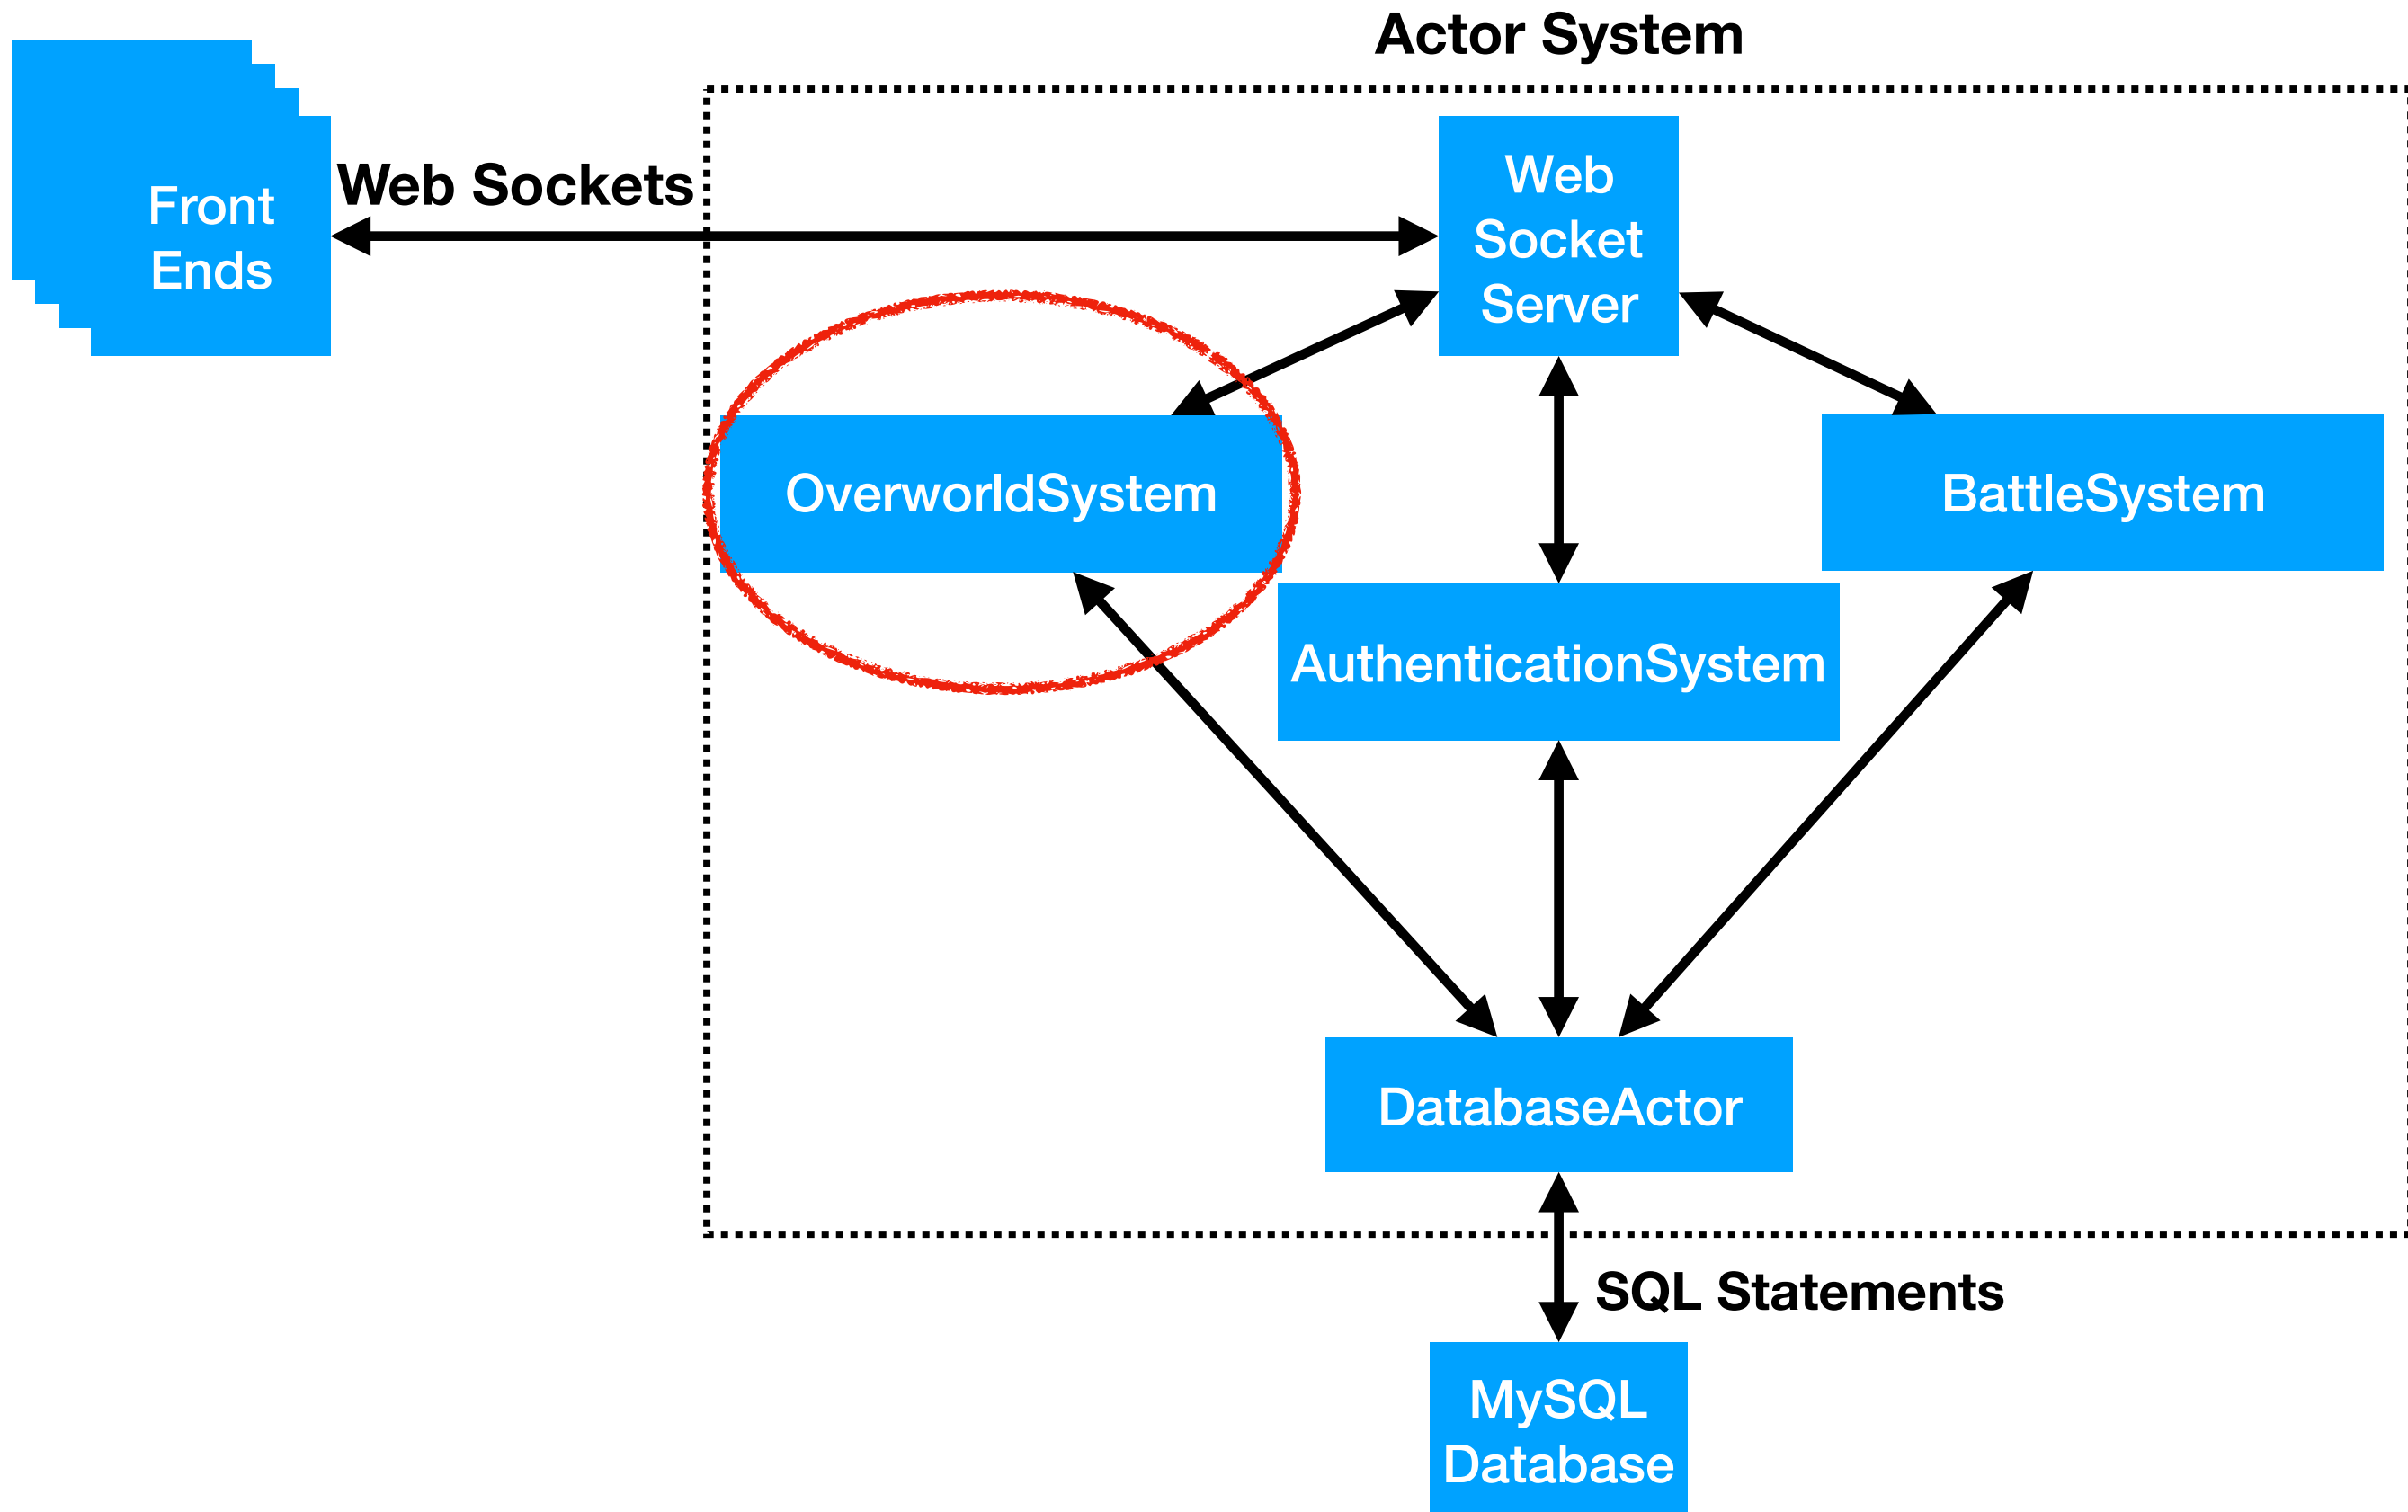 Actor System
Web Sockets
Front
Ends
Web
Socket
Server
OverworldSystem
BattleSystem
AuthenticationSystem
DatabaseActor
SQL Statements
MySQL
Database